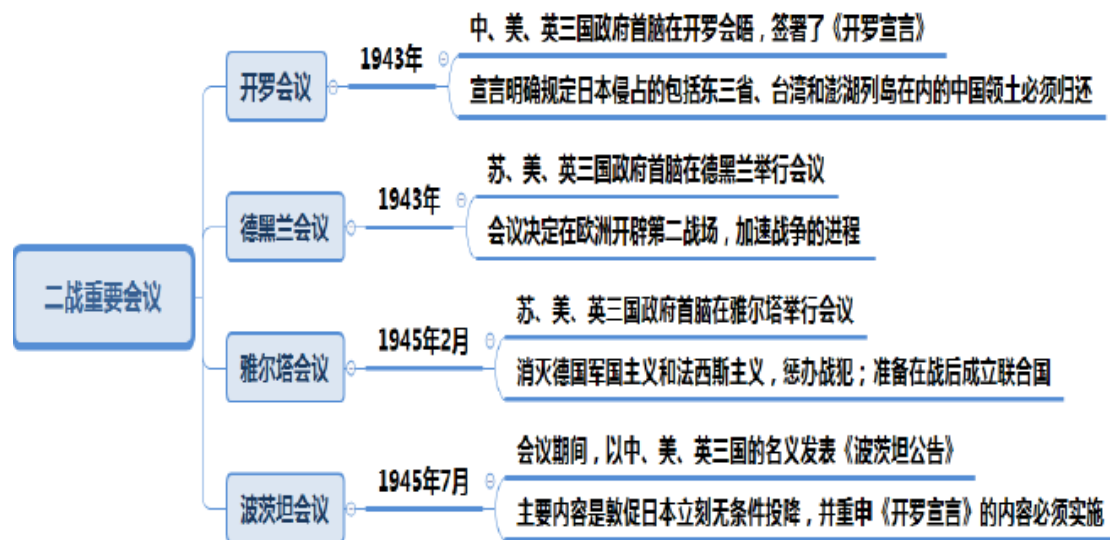 二战重要会议
开罗会议
1943年
中、美、英三国政府首脑在开罗会晤，签署了《开罗宣言》
宣言明确规定日本侵占的包括东三省、台湾和澎湖列岛在内的中国领土必须归还
德黑兰会议
1943年
苏、美、英三国政府首脑在德黑兰举行会议
会议决定在欧洲开辟第二战场，加速战争的进程
雅尔塔会议
1945年2月
苏、美、英三国政府首脑在雅尔塔举行会议
消灭德国军国主义和法西斯主义，惩办战犯；准备在战后成立联合国
波茨坦会议
1945年7月
会议期间，以中、美、英三国的名义发表《波茨坦公告》
主要内容是敦促日本立刻无条件投降，并重申《开罗宣言》的内容必须实施